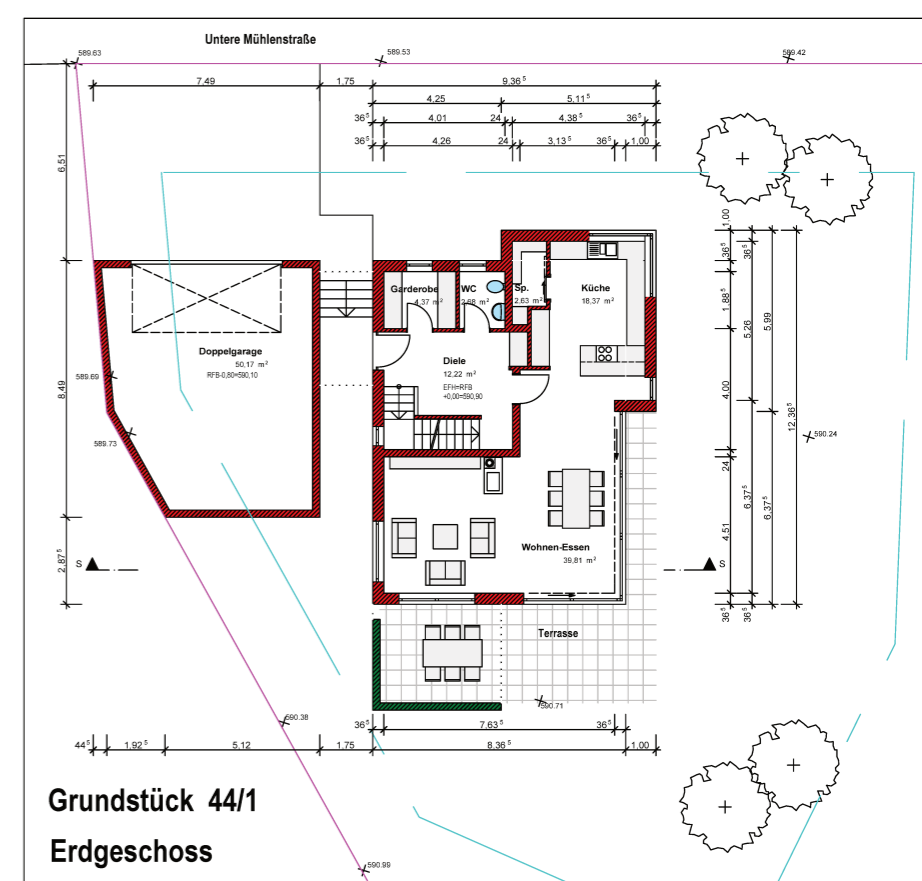 Untere Mühlenstraße
589.63
589.53
589.42
7,49 1,75 9,36⁵
4,25 5,11⁵
36⁵ 4,01 24 4,38⁵ 36⁵
36⁵ 4,26 24 3,13⁵ 36⁵ 1,00
6,51
8,49
2,87⁵
1,00
36⁵
36⁵
1,88⁵
5,26
5,99
4,00
12,36⁵
24
6,37⁵
6,37⁵
4,51
36⁵
36⁵
Garderobe
4,37 m²
WC
2,68 m²
Sp.
2,63 m²
Küche
18,37 m²
Doppelgarage
50,17 m²
RFB-0,80=590,10
Diele
12,22 m²
EFH=RFB
+0,00=590,90
589.69
589.73
590.24
Wohnen-Essen
39,81 m²
S
S
Terrasse
590.71
590.38
36⁵ 7,63⁵ 36⁵
44⁵ 1,92⁵ 5,12 1,75 8,36⁵ 1,00
Grundstück 44/1
Erdgeschoss
590.99